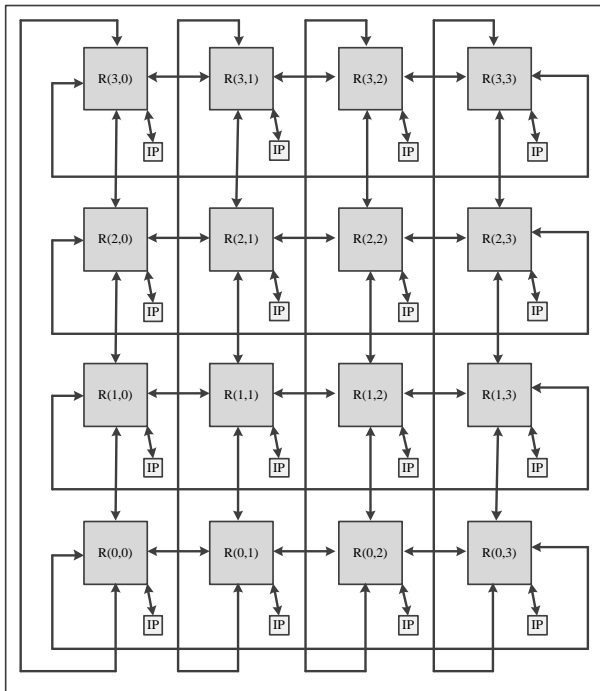 R(3,0) R(3,1) R(3,2) R(3,3)
IP IP IP IP
R(2,0) R(2,1) R(2,2) R(2,3)
IP IP IP IP
R(1,0) R(1,1) R(1,2) R(1,3)
IP IP IP IP
R(0,0) R(0,1) R(0,2) R(0,3)
IP IP IP IP